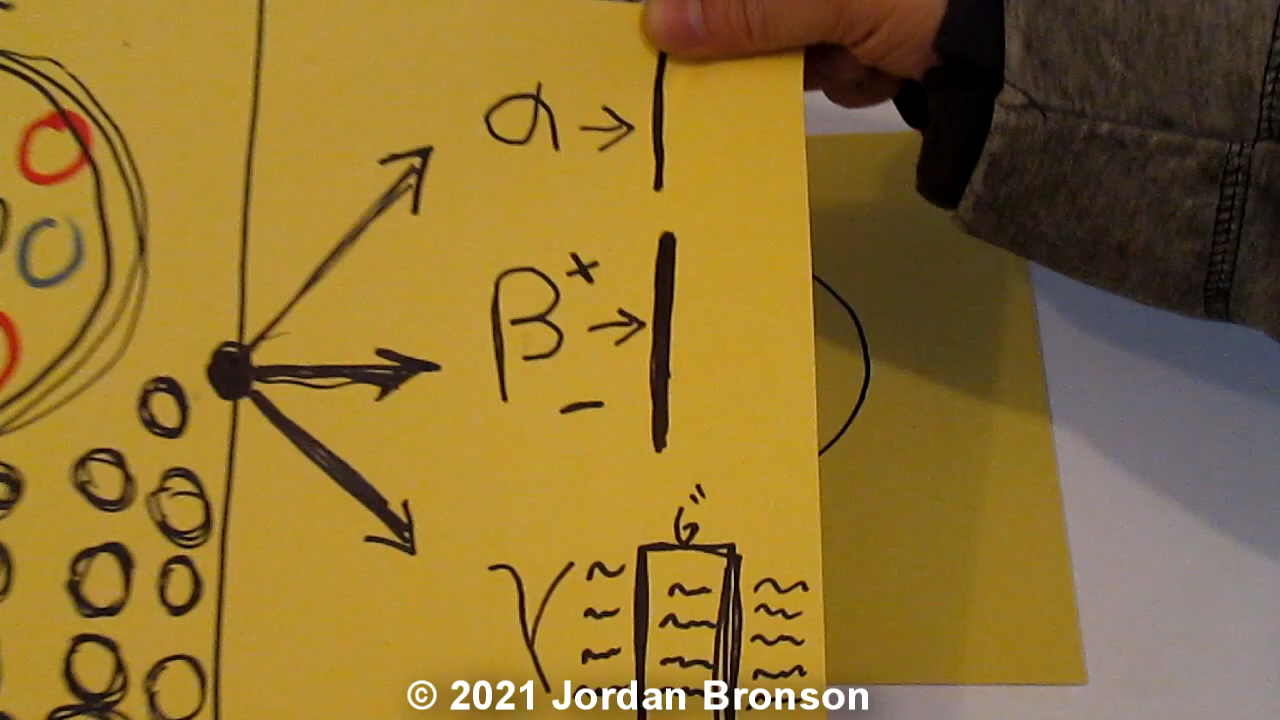 α →
β + →
−
6"
γ
© 2021 Jordan Bronson